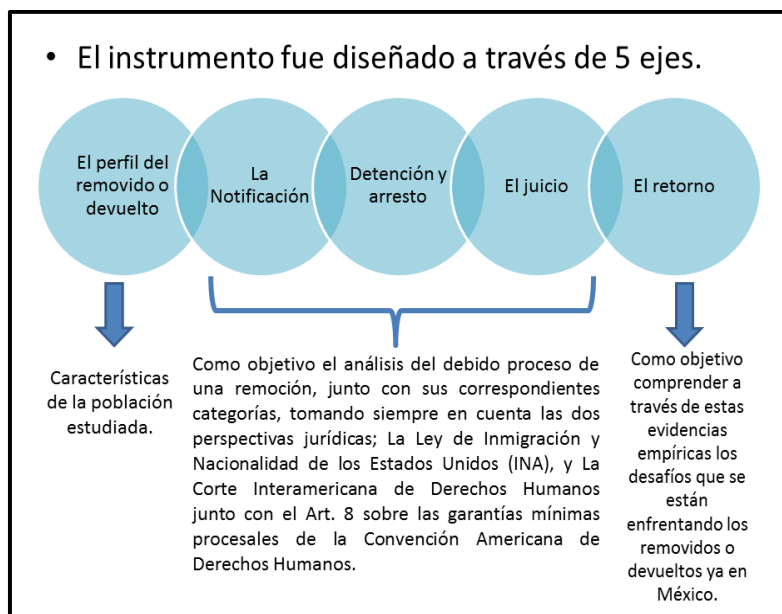 • El instrumento fue diseñado a través de 5 ejes.
El perfil del
removido o
devuelto
La
Notificación
Detención y
arresto
El juicio
El retorno
Características
de la población
estudiada.
Como objetivo el análisis del debido proceso de
una remoción, junto con sus correspondientes
categorías, tomando siempre en cuenta las dos
perspectivas jurídicas; La Ley de Inmigración y
Nacionalidad de los Estados Unidos (INA), y La
Corte Interamericana de Derechos Humanos
junto con el Art. 8 sobre las garantías mínimas
procesales de la Convención Americana de
Derechos Humanos.
Como objetivo
comprender a
través de estas
evidencias
empíricas los
desafíos que se
están
enfrentando los
removidos o
devueltos ya en
México.